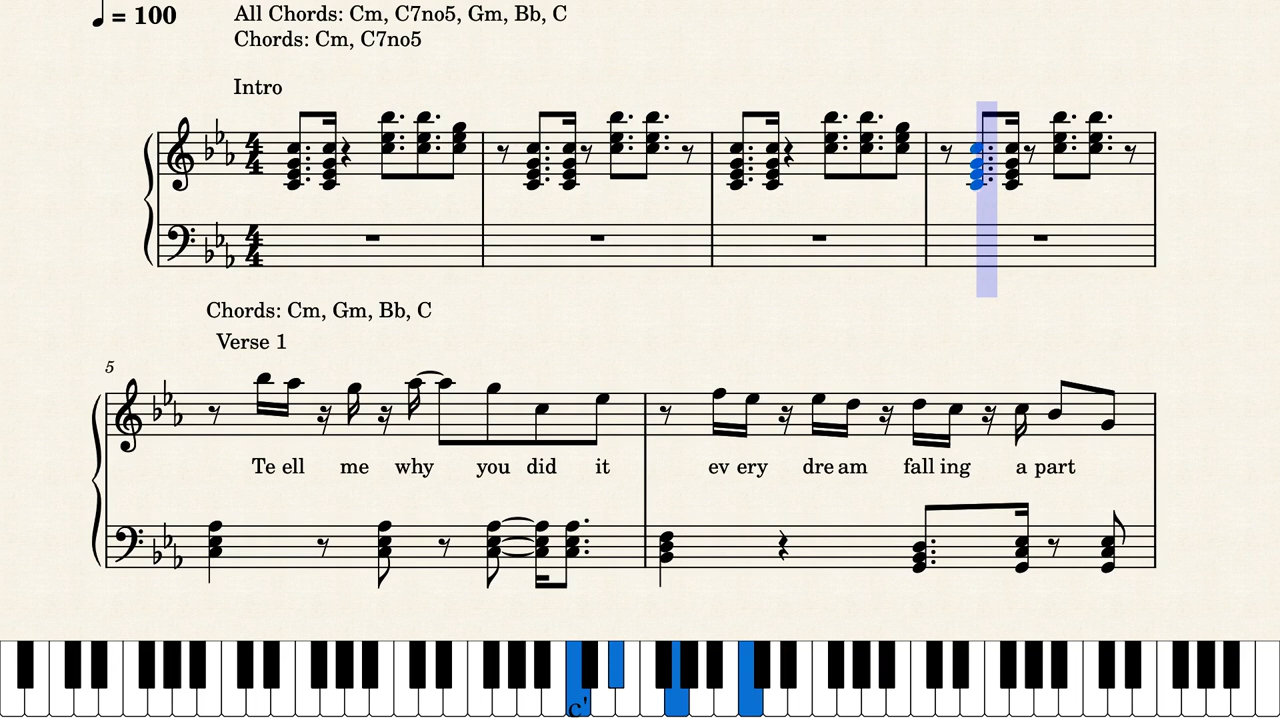 ♩ = 100
All Chords: Cm, C7no5, Gm, Bb, C
Chords: Cm, C7no5
Intro
4 4
4 4
Chords: Cm, Gm, Bb, C
Verse 1
5
Te ell me why you did it ev ery dre am fall ing a part
c'